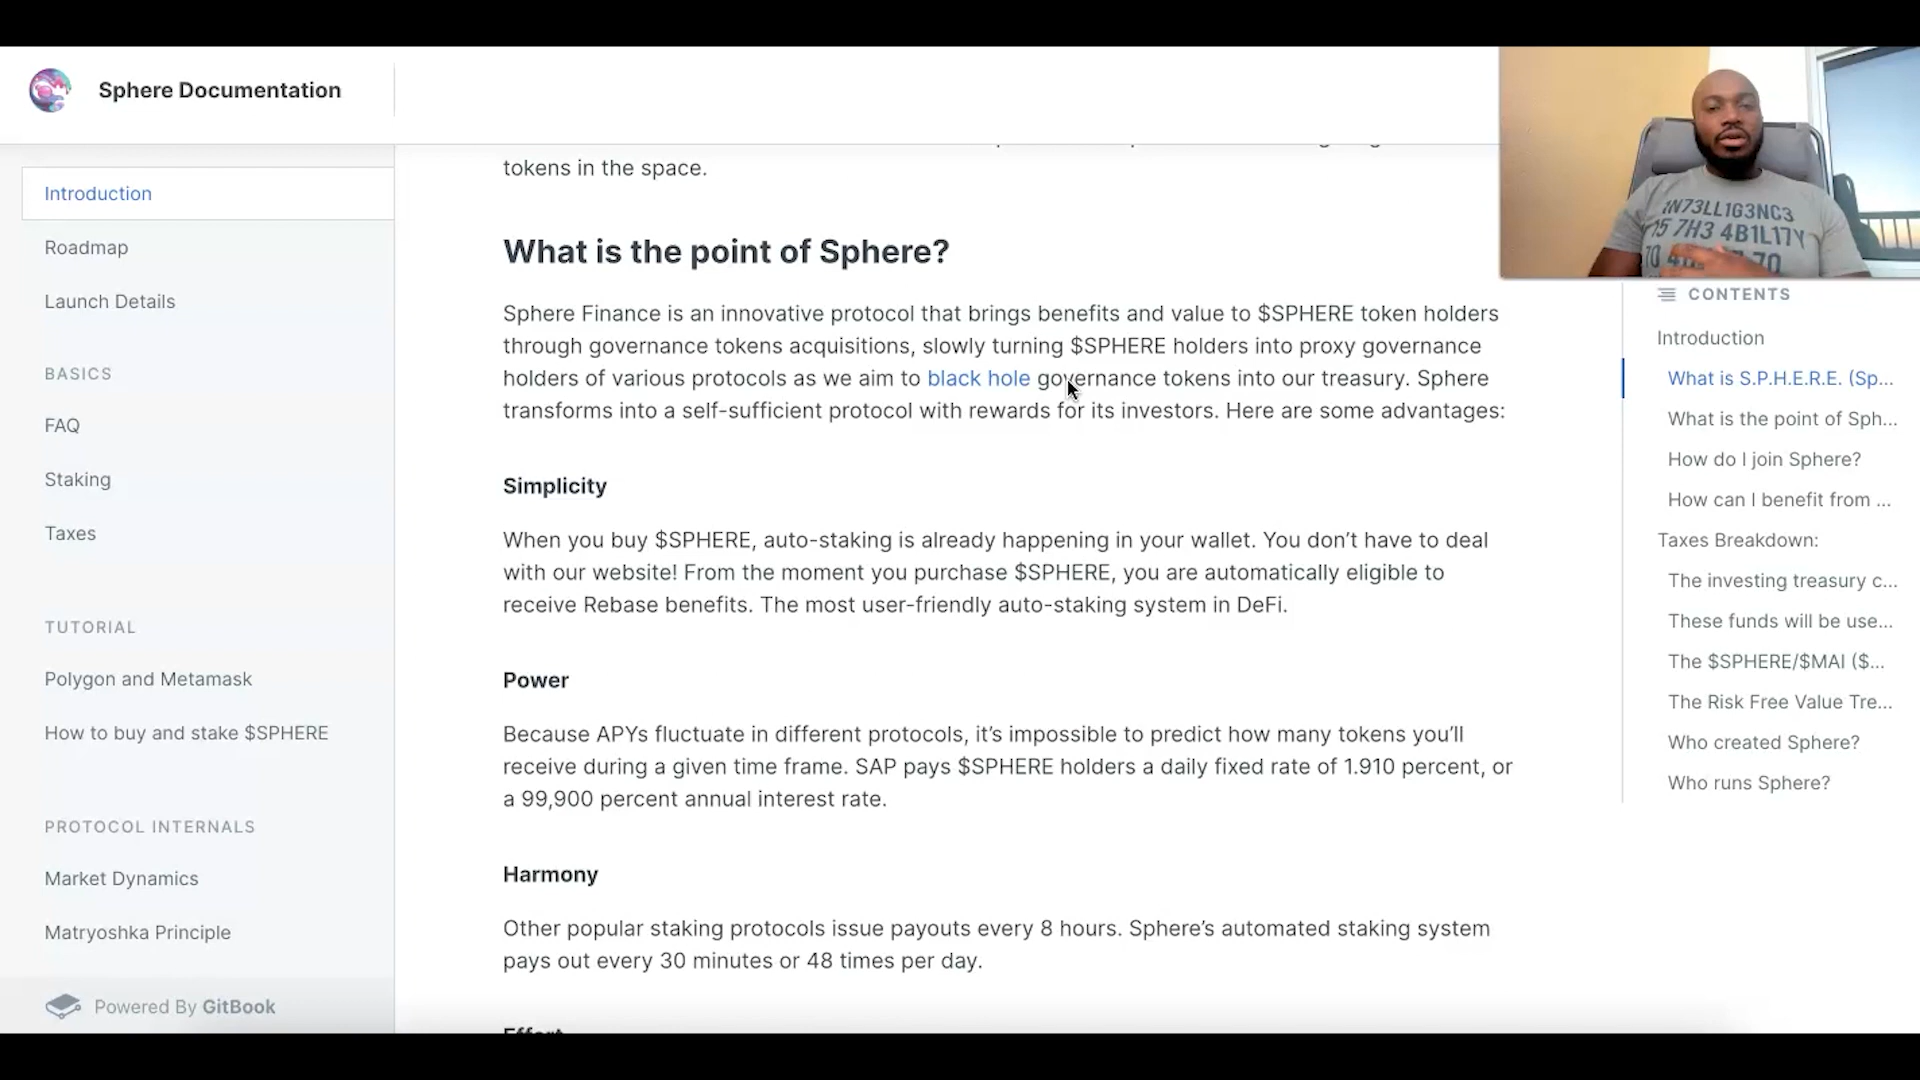 Sphere Documentation
Introduction
Roadmap
Launch Details
BASICS
FAQ
Staking
Taxes
TUTORIAL
Polygon and Metamask
How to buy and stake $SPHERE
PROTOCOL INTERNALS
Market Dynamics
Matryoshka Principle
Powered By GitBook
tokens in the space.
What is the point of Sphere?
Sphere Finance is an innovative protocol that brings benefits and value to $SPHERE token holders
through governance tokens acquisitions, slowly turning $SPHERE holders into proxy governance
holders of various protocols as we aim to black hole governance tokens into our treasury. Sphere
transforms into a self-sufficient protocol with rewards for its investors. Here are some advantages:
Simplicity
When you buy $SPHERE, auto-staking is already happening in your wallet. You don’t have to deal
with our website! From the moment you purchase $SPHERE, you are automatically eligible to
receive Rebase benefits. The most user-friendly auto-staking system in DeFi.
Power
Because APYs fluctuate in different protocols, it’s impossible to predict how many tokens you’ll
receive during a given time frame. SAP pays $SPHERE holders a daily fixed rate of 1.910 percent, or
a 99,900 percent annual interest rate.
Harmony
Other popular staking protocols issue payouts every 8 hours. Sphere’s automated staking system
pays out every 30 minutes or 48 times per day.
Effort
1N73LL1G3NC3
15 7H3 4B1L17Y
CONTENTS
Introduction
What is S.P.H.E.R.E. (Sp...
What is the point of Sph...
How do I join Sphere?
How can I benefit from ...
Taxes Breakdown:
The investing treasury c...
These funds will be use...
The $SPHERE/$MAI ($...
The Risk Free Value Tre...
Who created Sphere?
Who runs Sphere?